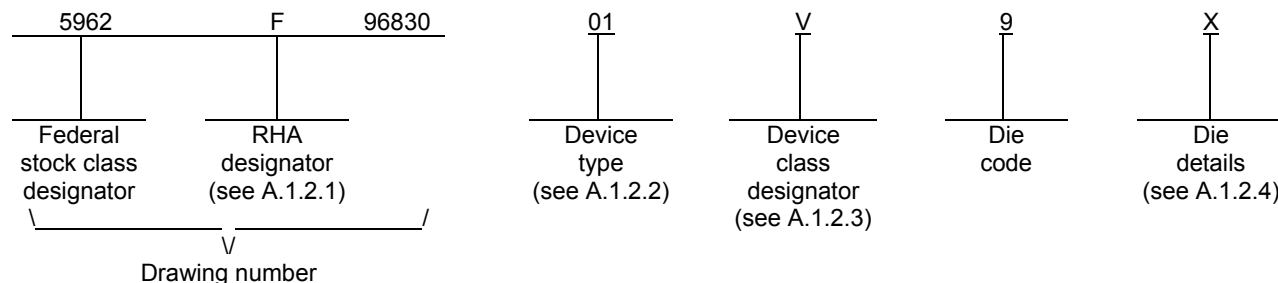 5962 F 96830 01 V 9 X
Federal stock class designator
RHA designator (see A.1.2.1)
Device type (see A.1.2.2)
Device class designator (see A.1.2.3)
Die code
Die details (see A.1.2.4)
Drawing number